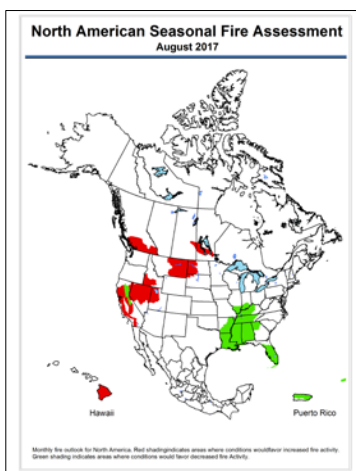 North American Seasonal Fire Assessment
August 2017
Hawaii
Puerto Rico
Monthly fire outlook for North America. Red shadingindicates areas where conditions wouldfavor increased fire activity.
Green shading indicates areas where conditions would favor decreased fire Activity.